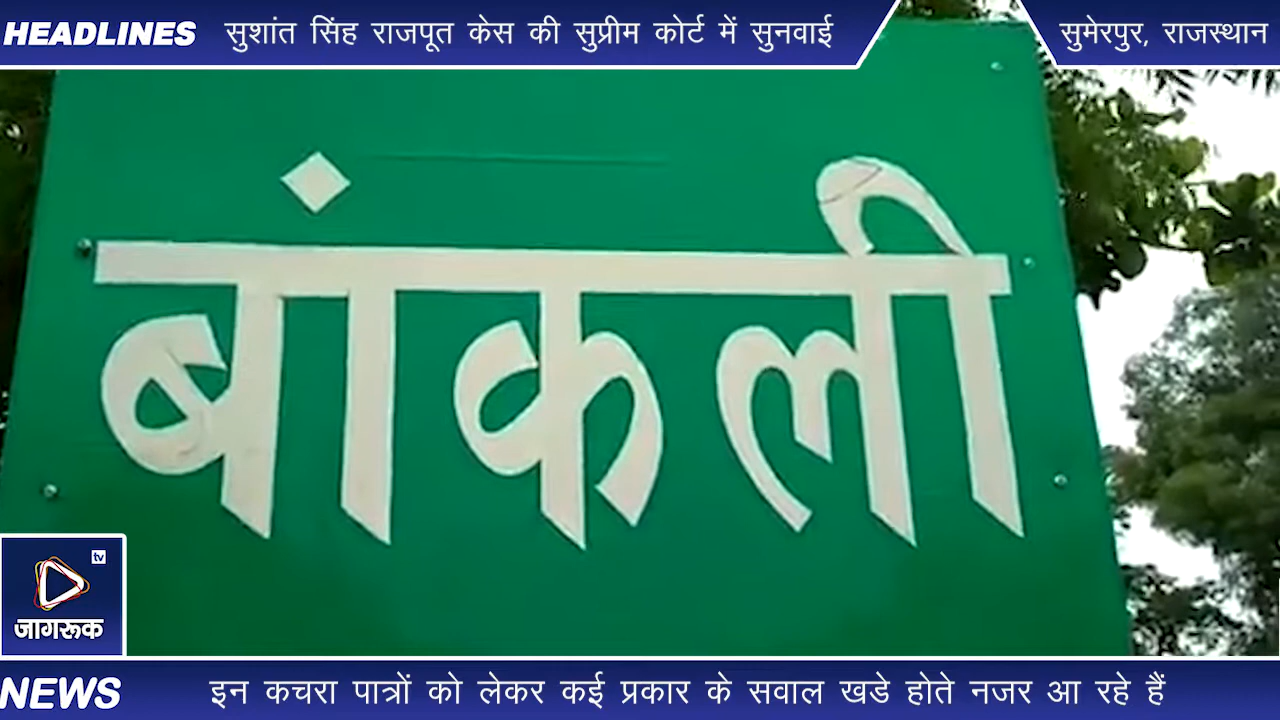 HEADLINES सुशांत सिंह राजपूत केस की सुप्रीम कोर्ट में सुनवाई
सुमेरपुर, राजस्थान
बांकली
tv
जागरूक
NEWS इन कचरा पात्रों को लेकर कई प्रकार के सवाल खडे होते नजर आ रहे हैं